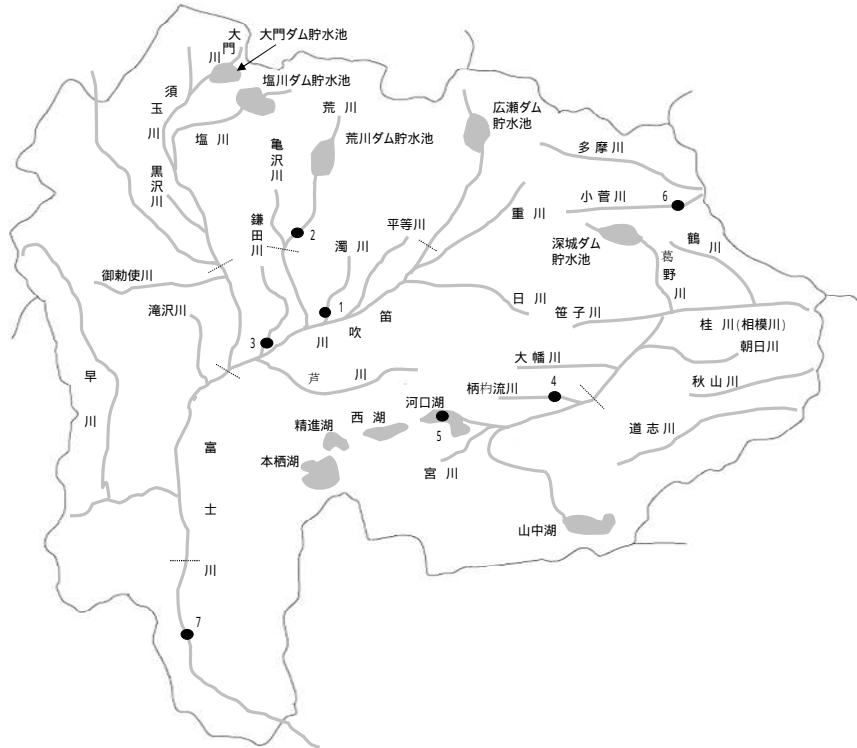 大門川
大門ダム貯水池
須玉川
塩川ダム貯水池
塩川
荒川
荒川ダム貯水池
亀沢川
広瀬ダム
貯水池
多摩川
小菅川
6
黒沢川
鎌田川
2
濁川
平等川
重川
深城ダム
貯水池
鶴川
葛野川
御勅使川
滝沢川
1
笛吹川
日川
笹子川
桂川(相模川)
朝日川
3
芦川
大幡川
柄杓流川
4
秋山川
早川
河口湖
5
西湖
精進湖
本栖湖
宮川
道志川
富士川
山中湖
7